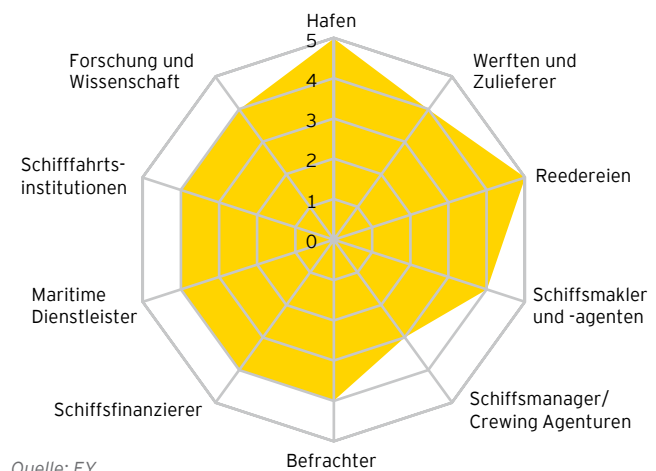 Hafen
5
4
3
2
1
0
Werften und
Zulieferer
Reedereien
Schiffsmakler
und -agenten
Schiffsmanager/
Crewing Agenturen
Befrachter
Schiffsfinanzierer
Maritime
Dienstleister
Schifffahrts-
institutionen
Forschung und
Wissenschaft
Quelle: EY